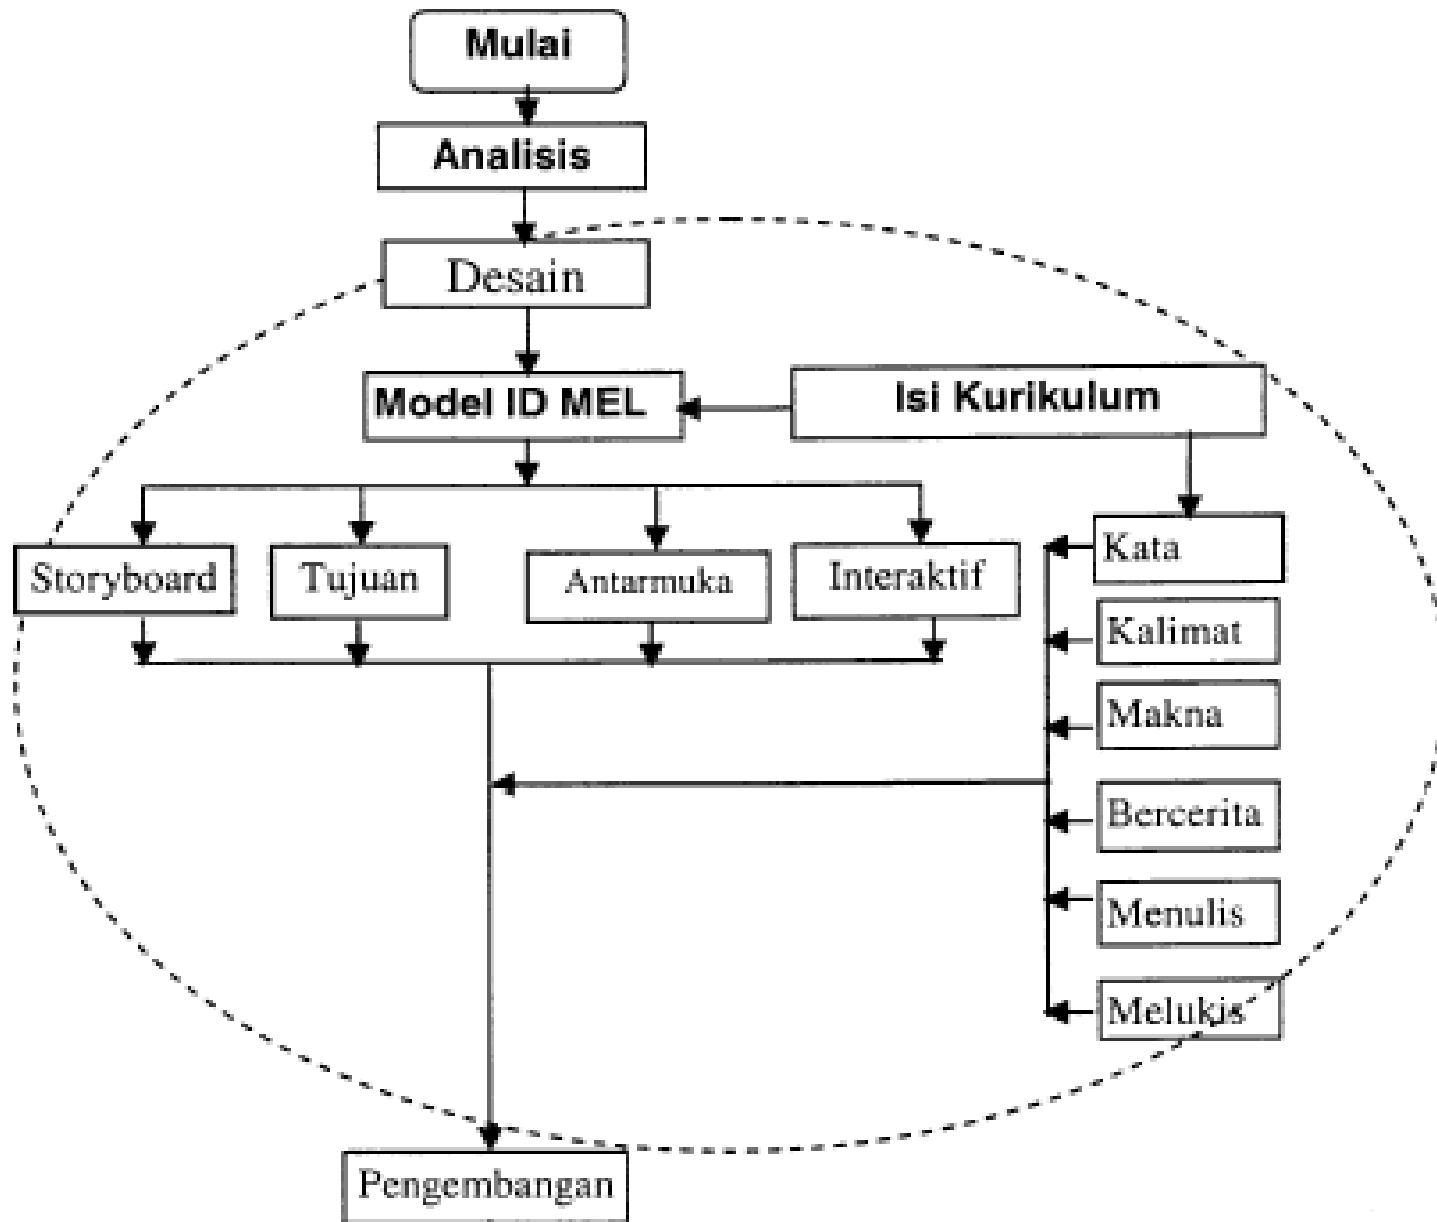 Mulai
Analisis
Desain
Model ID MEL
Isi Kurikulum
Storyboard
Tujuan
Antarmuka
Interaktif
Kata
Kalimat
Makna
Bercerita
Menulis
Melukis
Pengembangan